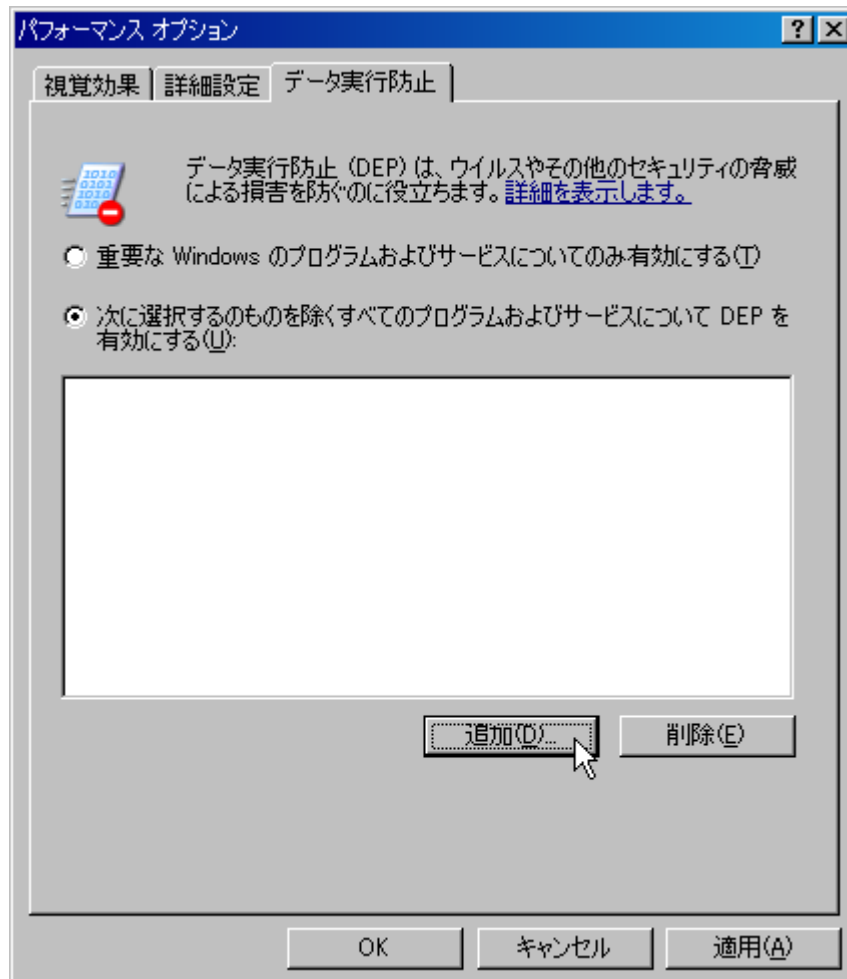 パフォーマンス オプション
視覚効果
詳細設定
データ実行防止
データ実行防止 (DEP) は、ウイルスやその他のセキュリティの脅威
による損害を防ぐのに役立ちます。詳細を表示します。
重要な Windows のプログラムおよびサービスについてのみ有効にする(T)
次に選択するのものを除くすべてのプログラムおよびサービスについて DEP を
有効にする(U):
追加(D)...
削除(E)
OK
キャンセル
適用(A)